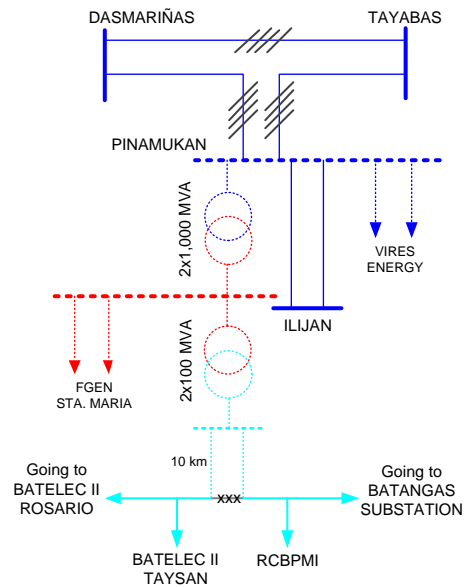 DASMARIÑAS
TAYABAS
PINAMUKAN
2x1,000 MVA
VIRES
ENERGY
ILIJAN
2x100 MVA
FGEN
STA. MARIA
10 km
Going to
BATELEC II
ROSARIO
xxx
Going to
BATANGAS
SUBSTATION
BATELEC II
TAYSAN
RCBPMI